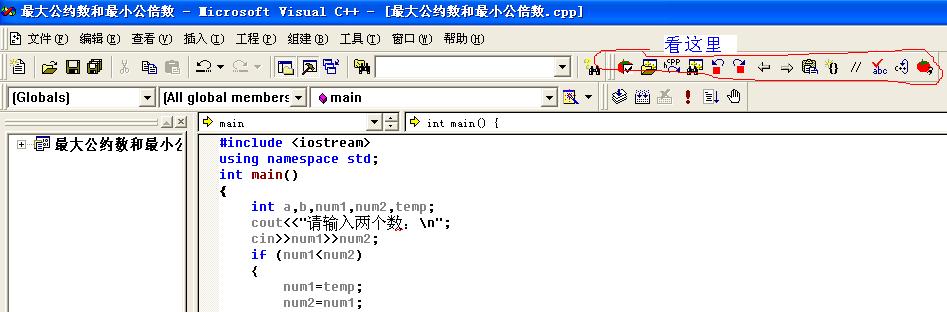 最大公约数和最小公倍数 - Microsoft Visual C++ - [最大公约数和最小公倍数.cpp]
文件(F) 编辑(E) 查看(V) 插入(I) 工程(P) 组建(B) 工具(T) 窗口(W) 帮助(H)
看这里
hCPP {} // abc
(Globals) (All global members main
main int main() {
最大公约数和最小公
#include <iostream>
using namespace std;
int main()
{
int a,b,num1,num2,temp;
cout<<"请输入两个数：\n";
cin>>num1>>num2;
if (num1<num2)
{
num1=temp;
num2=num1;